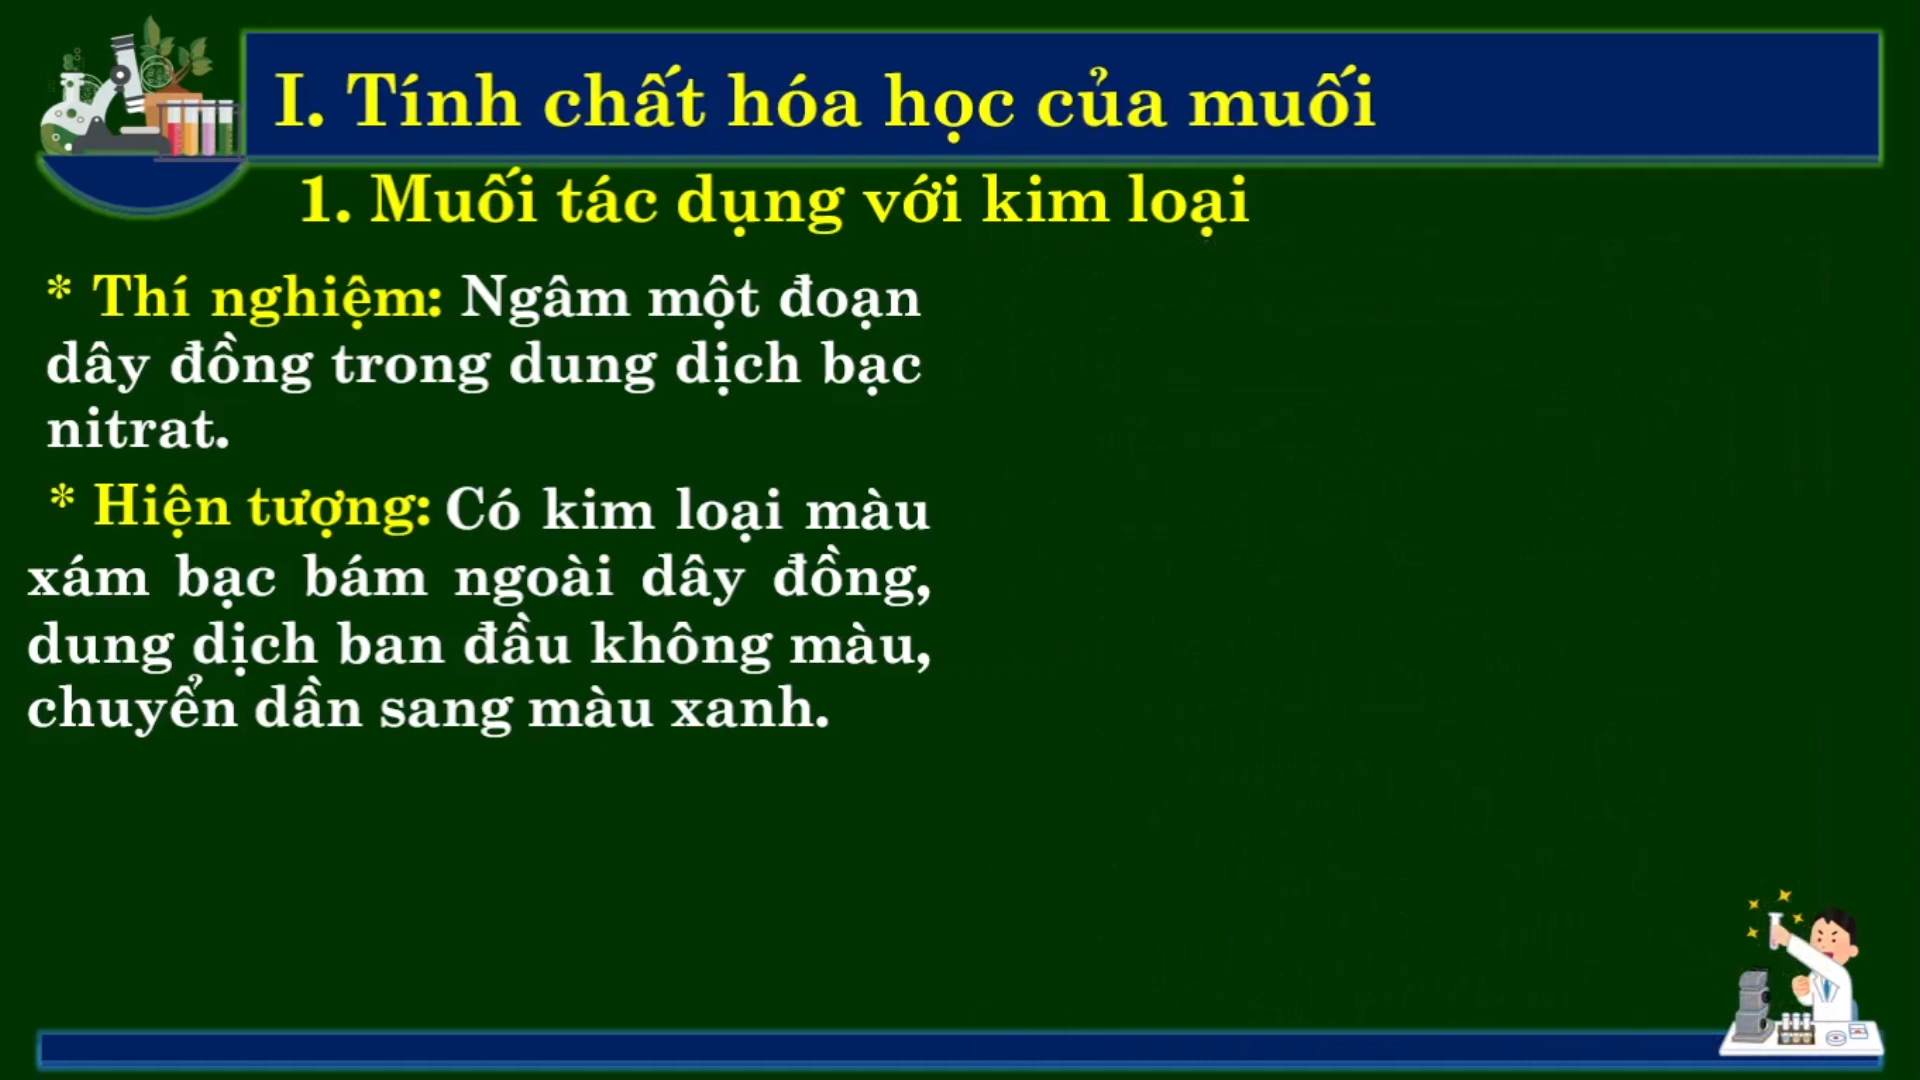 I. Tính chất hóa học của muối
1. Muối tác dụng với kim loại
* Thí nghiệm: Ngâm một đoạn
dây đồng trong dung dịch bạc
nitrat.
* Hiện tượng: Có kim loại màu
xám bạc bám ngoài dây đồng,
dung dịch ban đầu không màu,
chuyển dần sang màu xanh.